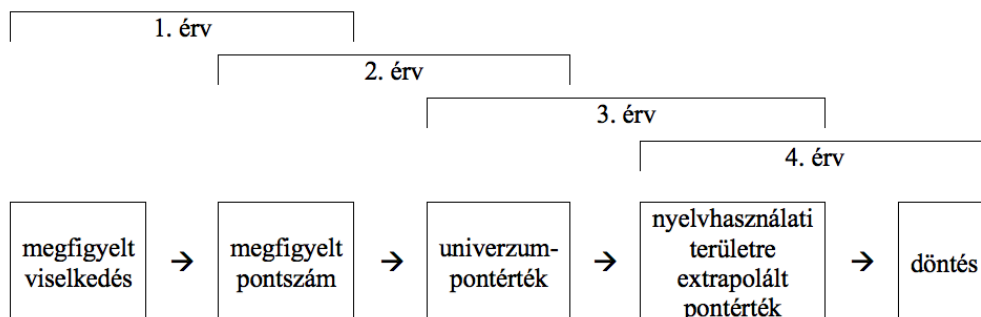 1. érv
2. érv
3. érv
4. érv
megfigyelt
viselkedés
→
megfigyelt
pontszám
→
univerzum-
pontérték
→
nyelvhasználati
területre
extrapolált
pontérték
→
döntés